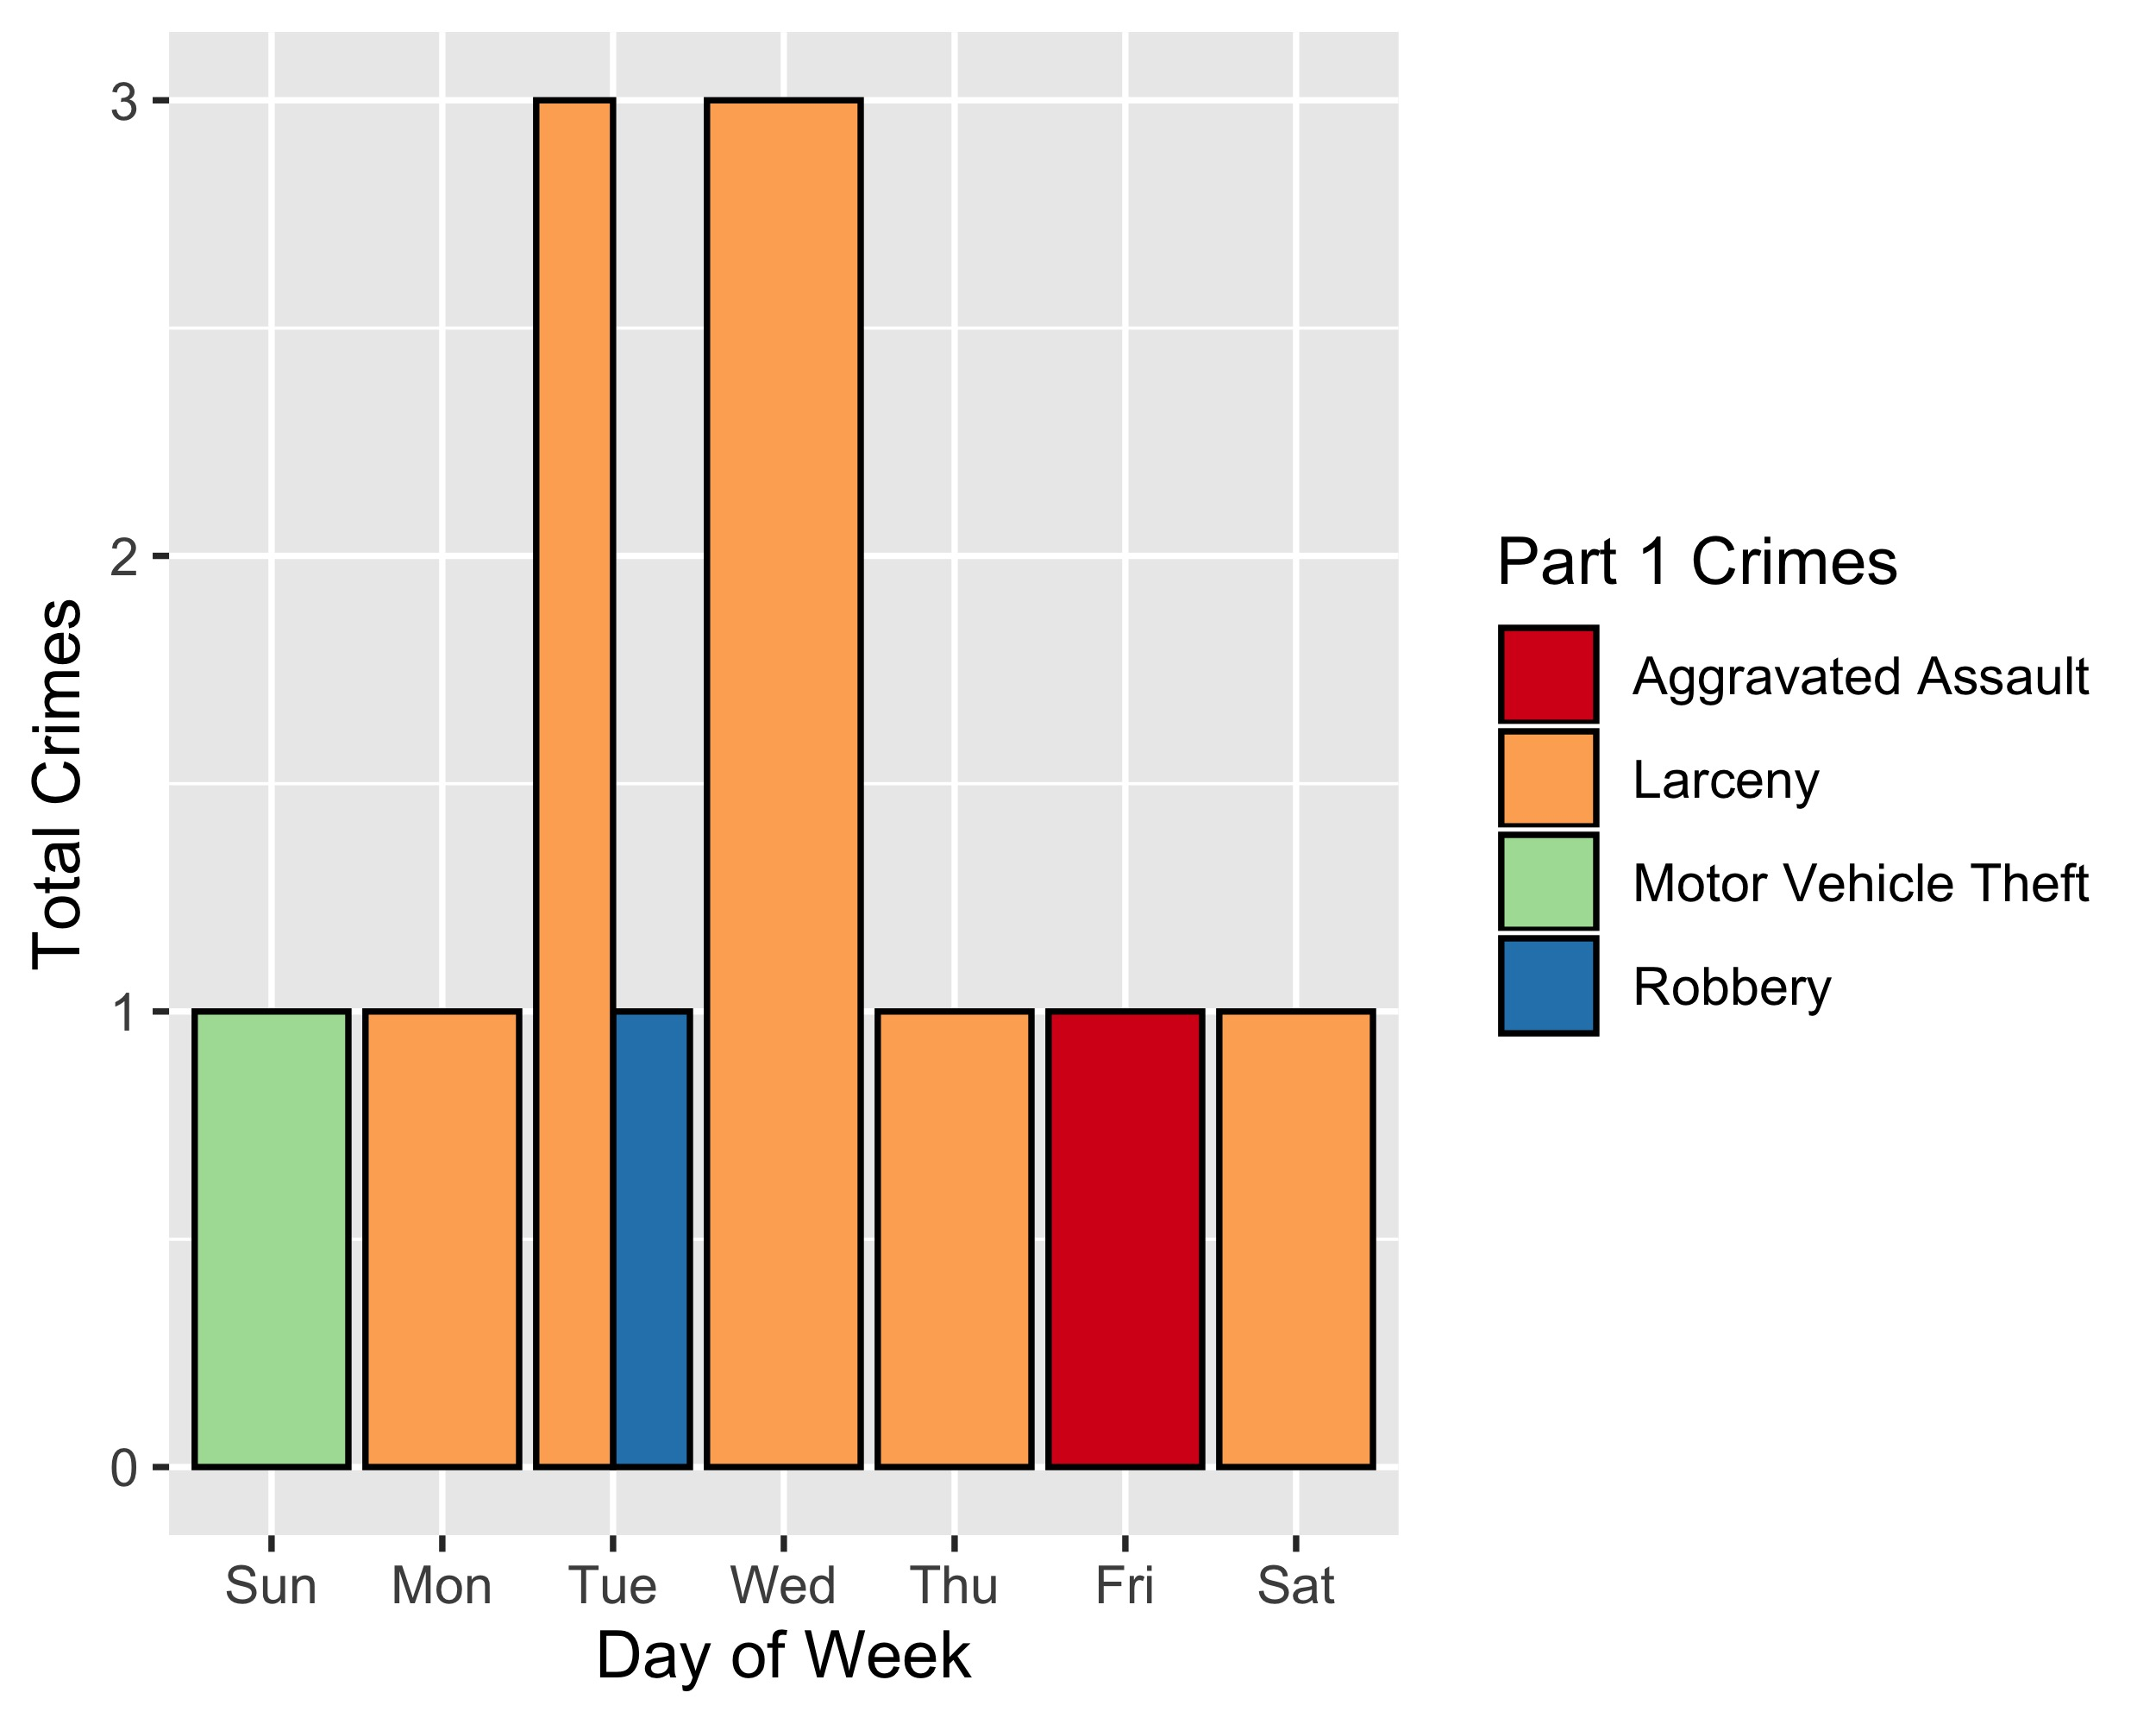 Total Crimes
3
2
1
0
Sun Mon Tue Wed Thu Fri Sat
Day of Week
Part 1 Crimes
Aggravated Assault
Larceny
Motor Vehicle Theft
Robbery